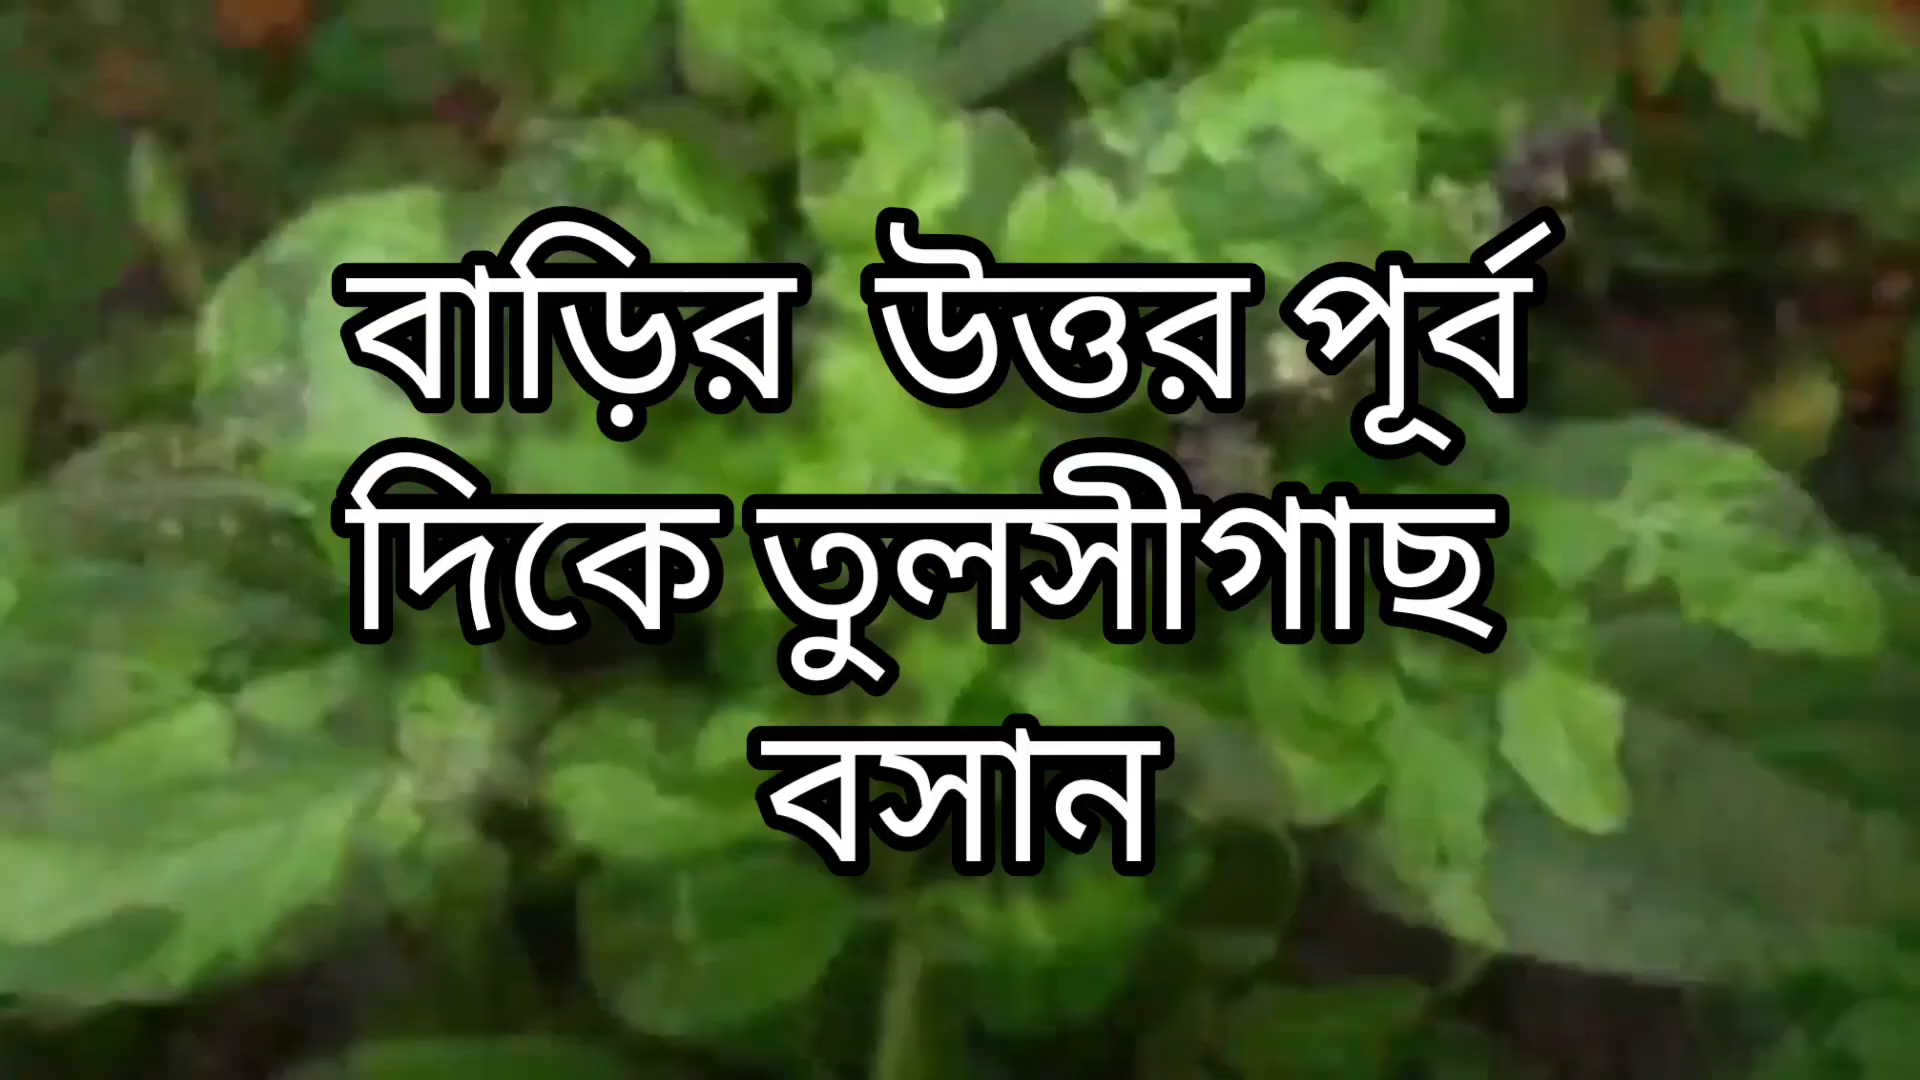 বাড়ির উত্তর পূর্ব
দিকে তুলসীগাছ
বসান